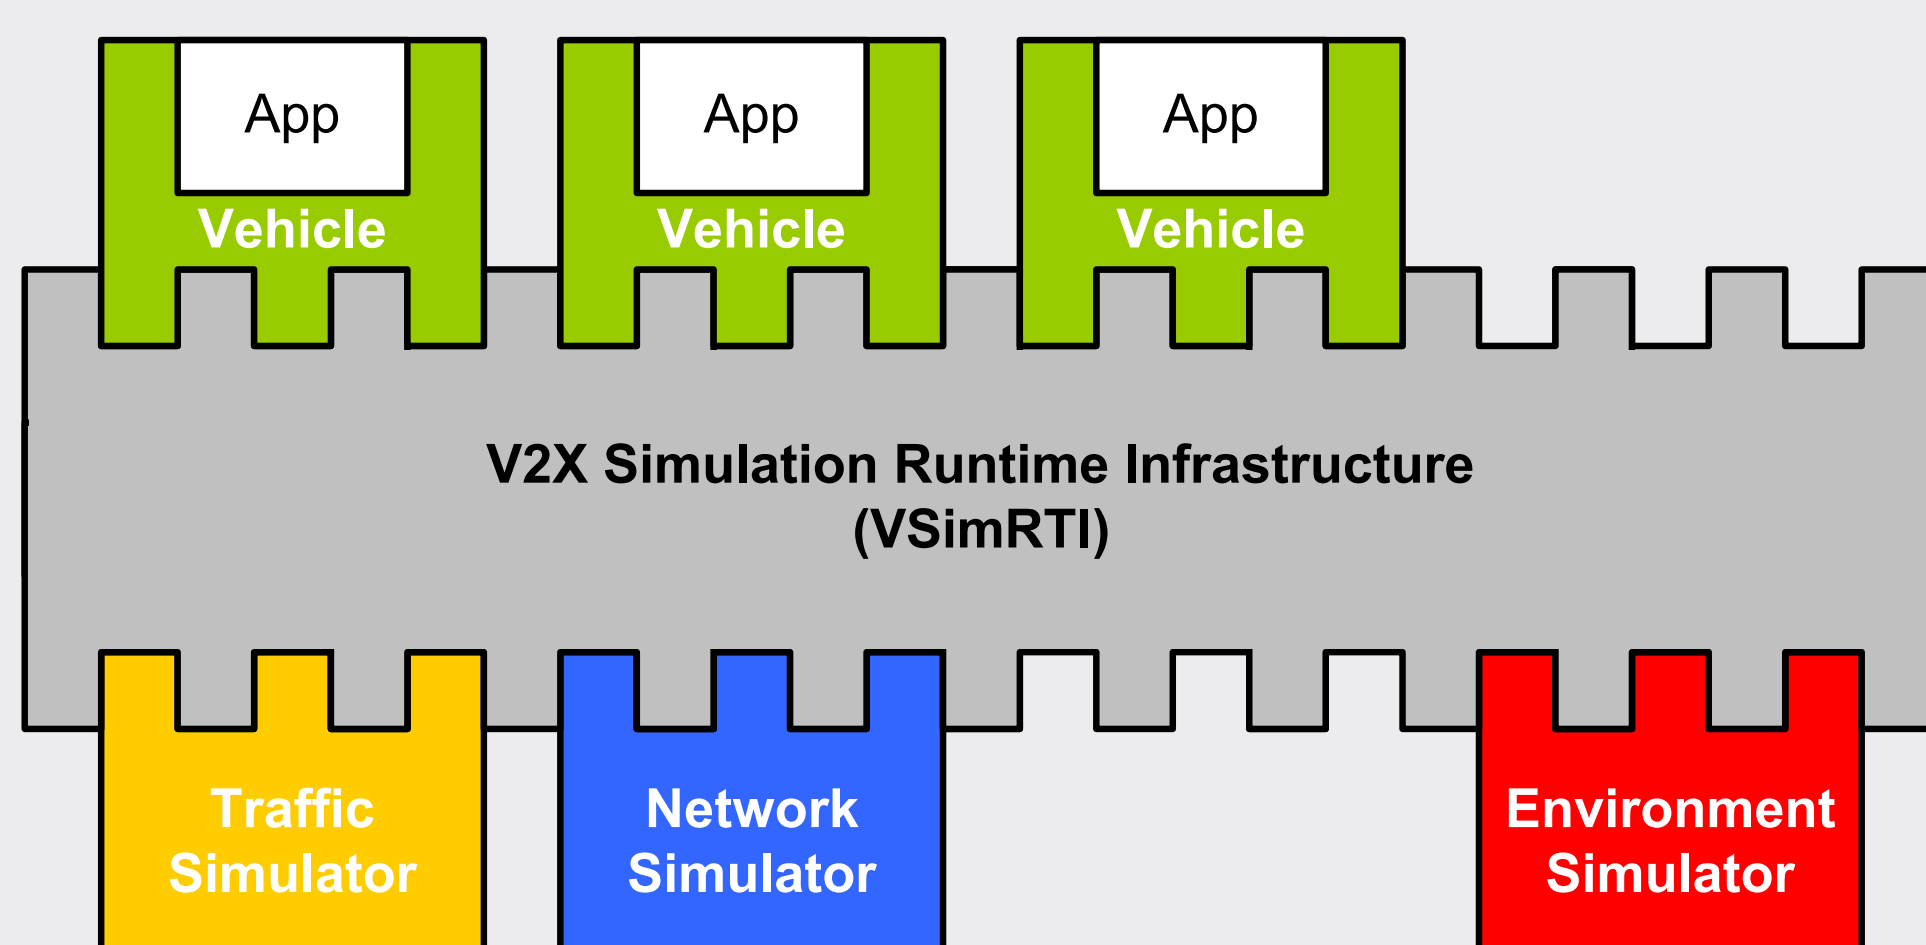 App
App
App
Vehicle
Vehicle
Vehicle
V2X Simulation Runtime Infrastructure
(VSimRTI)
Traffic
Simulator
Network
Simulator
Environment
Simulator